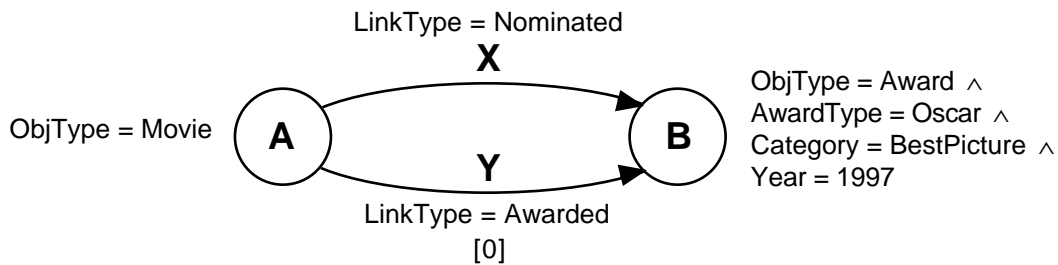 LinkType = Nominated
X
ObjType = Movie
A
B
ObjType = Award ∧
AwardType = Oscar ∧
Category = BestPicture ∧
Year = 1997
Y
LinkType = Awarded
[0]